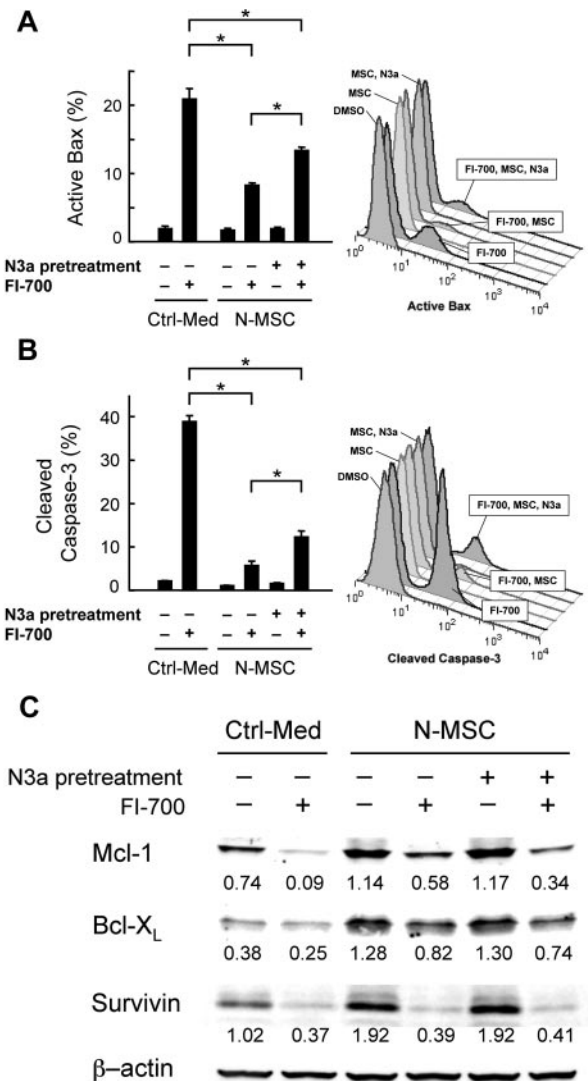 A
Active Bax (%)
20
10
0
*
*
*
N3a pretreatment – – – – + +
FI-700 – + – + – +
Ctrl-Med N-MSC
MSC, N3a
MSC
DMSO
FI-700, MSC, N3a
FI-700, MSC
FI-700
10⁰ 10¹ 10² 10³ 10⁴
Active Bax
B
Cleaved
Caspase-3 (%)
40
30
20
10
0
*
*
*
N3a pretreatment – – – – + +
FI-700 – + – + – +
Ctrl-Med N-MSC
MSC, N3a
MSC
DMSO
FI-700, MSC, N3a
FI-700, MSC
FI-700
10⁰ 10¹ 10² 10³ 10⁴
Cleaved Caspase-3
C
Ctrl-Med N-MSC
N3a pretreatment – – – – + +
FI-700 – + – + – +
Mcl-1
0.74 0.09 1.14 0.58 1.17 0.34
Bcl-X_L
0.38 0.25 1.28 0.82 1.30 0.74
Survivin
1.02 0.37 1.92 0.39 1.92 0.41
β–actin